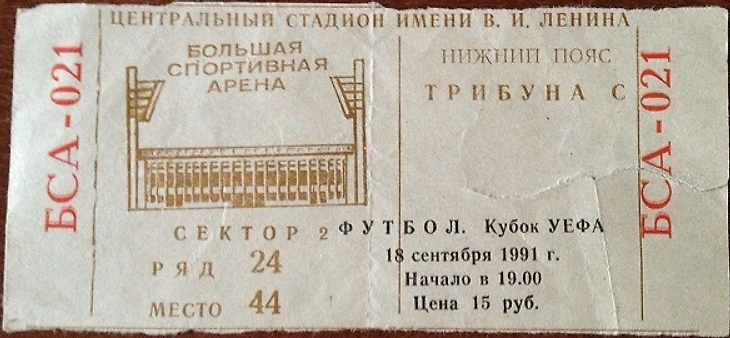 ЦЕНТРАЛЬНЫЙ СТАДИОН ИМЕНИ В. И. ЛЕНИНА
БСА-021
БОЛЬШАЯ
СПОРТИВНАЯ
АРЕНА
НИЖНИЙ ПОЯС
ТРИБУНА С
СЕКТОР 2
РЯД 24
МЕСТО 44
ФУТБОЛ. Кубок УЕФА
18 сентября 1991 г.
Начало в 19.00
Цена 15 руб.
БСА-021